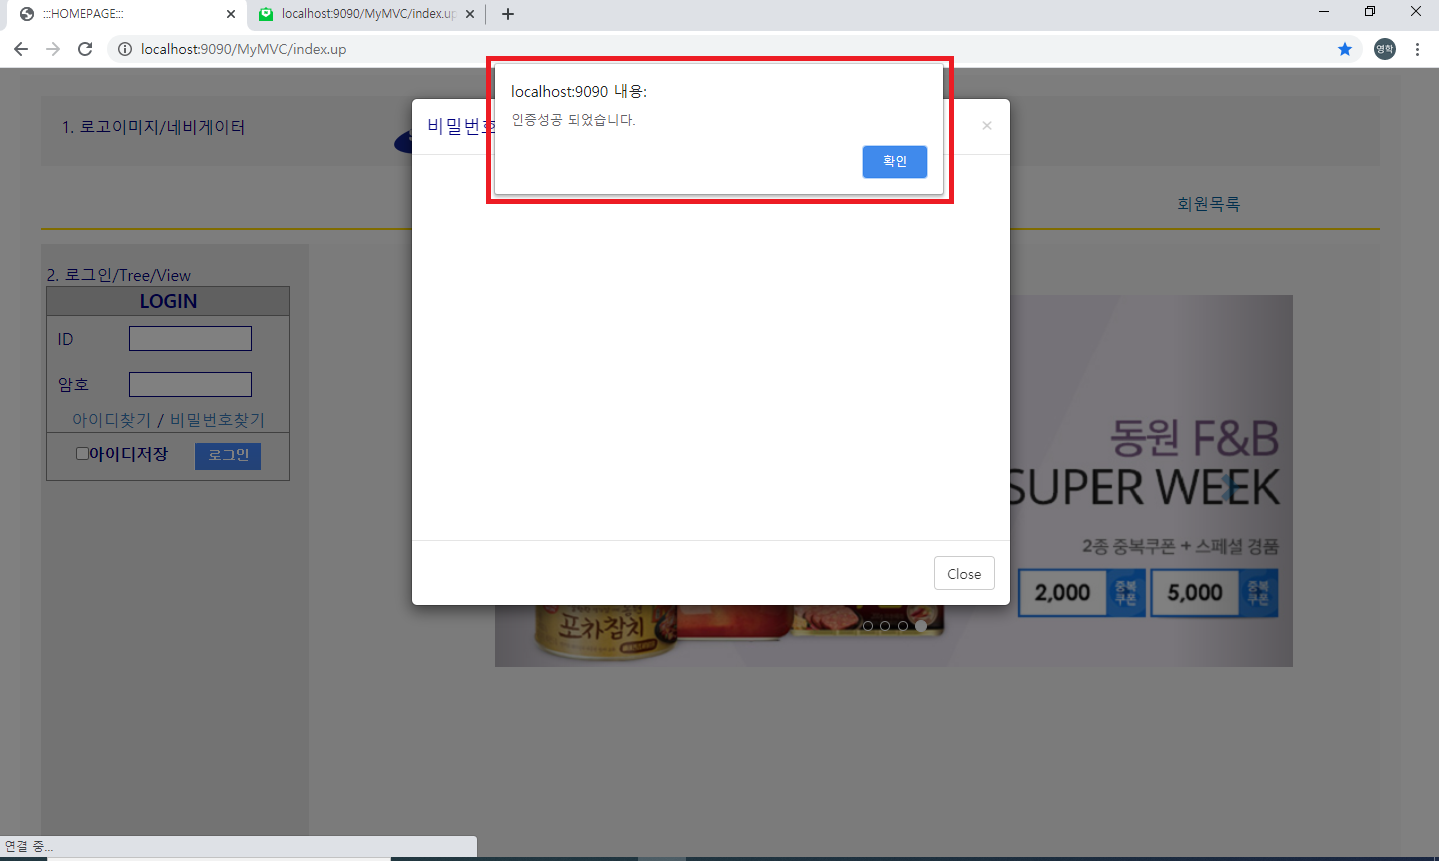 :::HOMEPAGE:::
localhost:9090/MyMVC/index.up
localhost:9090/MyMVC/index.up
영학
localhost:9090 내용:
인증성공 되었습니다.
확인
비밀번호
×
1. 로고이미지/네비게이터
회원목록
2. 로그인/Tree/View
LOGIN
ID
암호
아이디찾기 / 비밀번호찾기
아이디저장
로그인
동원 F&B
SUPER WEEK
2종 중복쿠폰 + 스페셜 경품
2,000 중복쿠폰
5,000 중복쿠폰
포차참치
Close
연결 중...